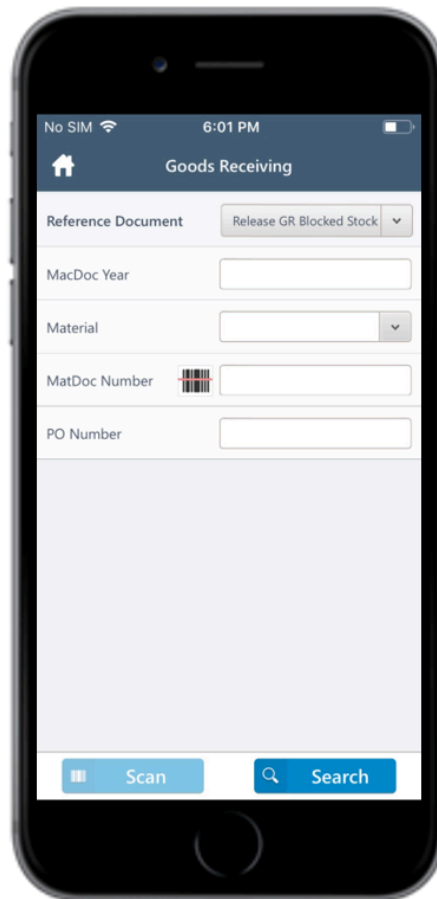 No SIM 6:01 PM
Goods Receiving
Reference Document Release GR Blocked Stock
MacDoc Year
Material
MatDoc Number
PO Number
Scan Search